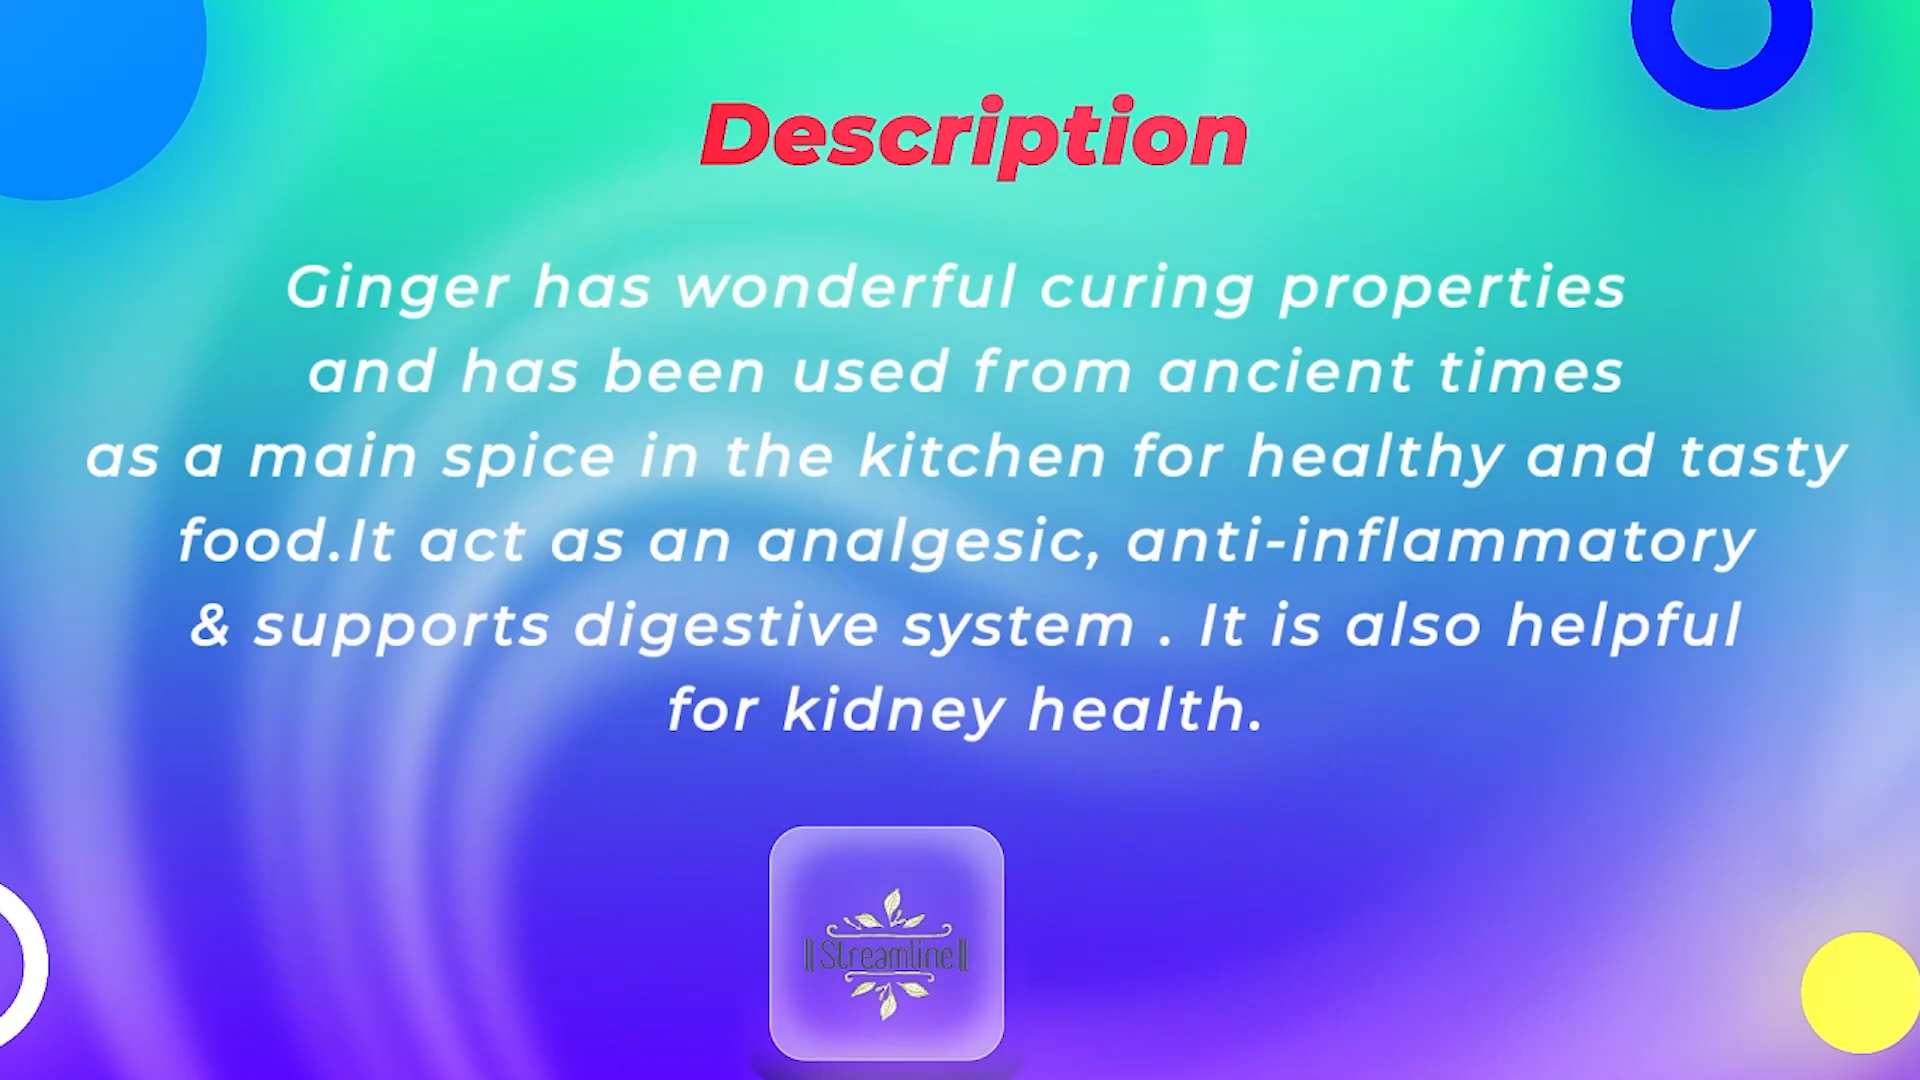 Description
Ginger has wonderful curing properties
and has been used from ancient times
as a main spice in the kitchen for healthy and tasty
food.It act as an analgesic, anti-inflammatory
& supports digestive system . It is also helpful
for kidney health.
Streamline